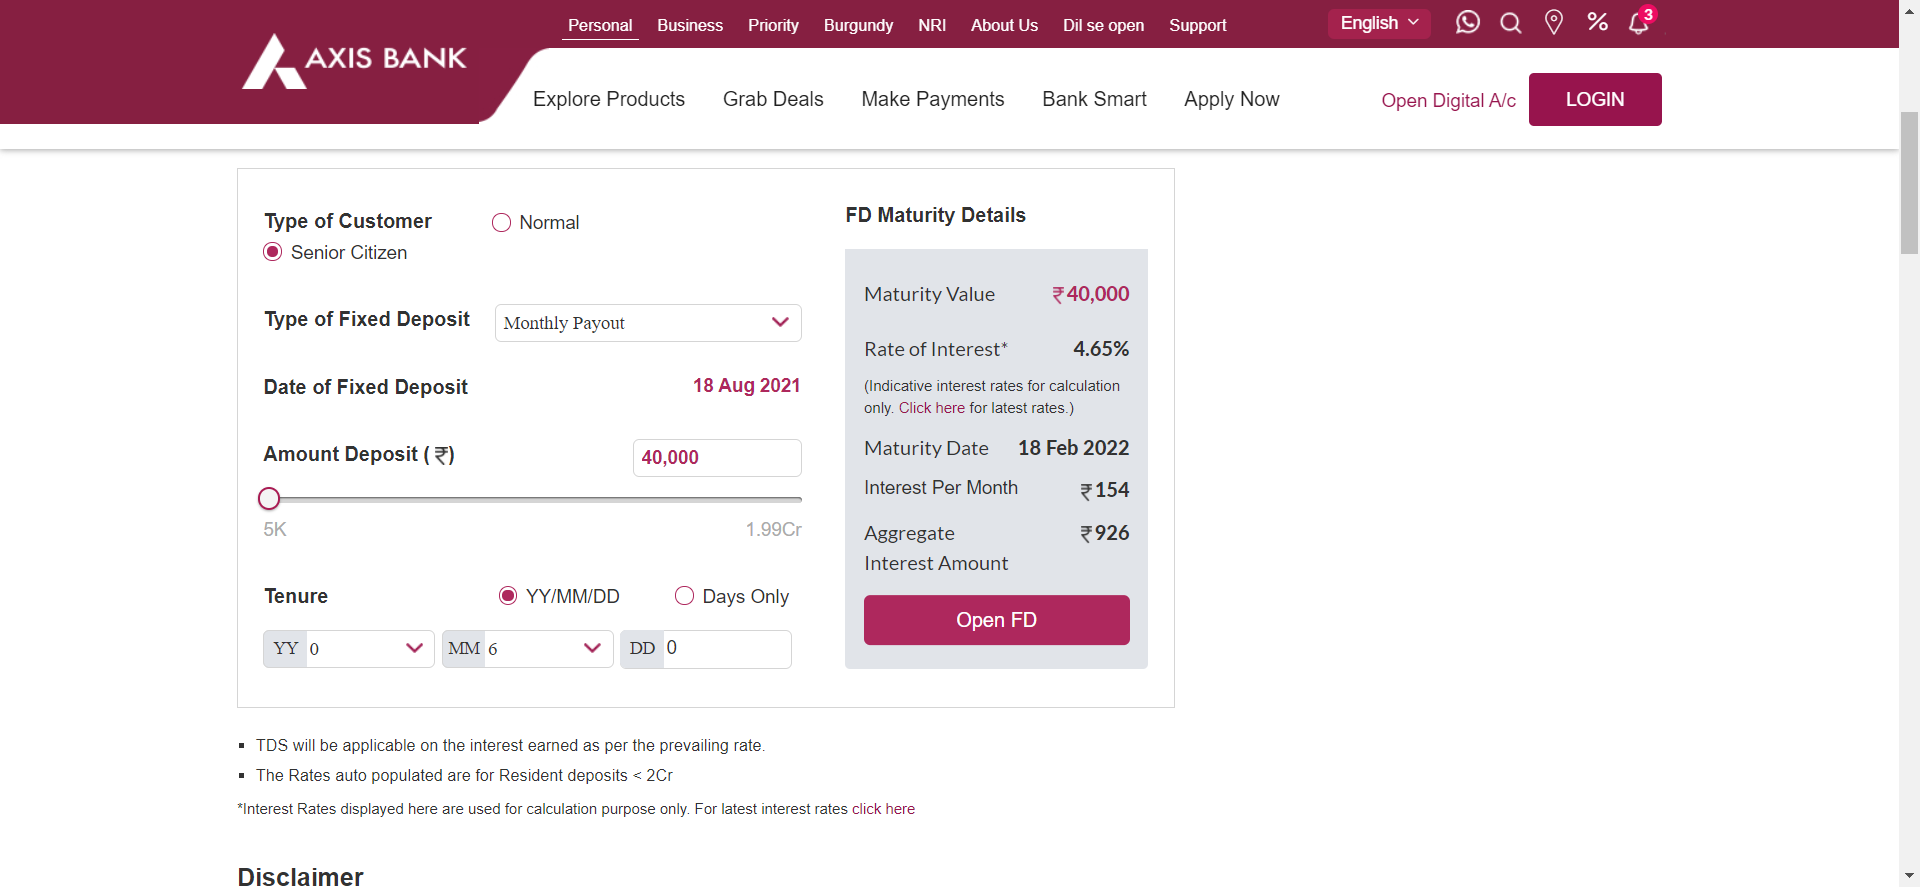 Personal Business Priority Burgundy NRI About Us Dil se open Support English 3
AXIS BANK
Explore Products Grab Deals Make Payments Bank Smart Apply Now Open Digital A/c LOGIN
Type of Customer Normal
Senior Citizen
Type of Fixed Deposit Monthly Payout
Date of Fixed Deposit 18 Aug 2021
Amount Deposit ( ₹) 40,000
5K 1.99Cr
Tenure YY/MM/DD Days Only
YY 0 MM 6 DD 0
FD Maturity Details
Maturity Value ₹40,000
Rate of Interest* 4.65%
(Indicative interest rates for calculation
only. Click here for latest rates.)
Maturity Date 18 Feb 2022
Interest Per Month ₹154
Aggregate ₹926
Interest Amount
Open FD
TDS will be applicable on the interest earned as per the prevailing rate.
The Rates auto populated are for Resident deposits < 2Cr
*Interest Rates displayed here are used for calculation purpose only. For latest interest rates click here
Disclaimer